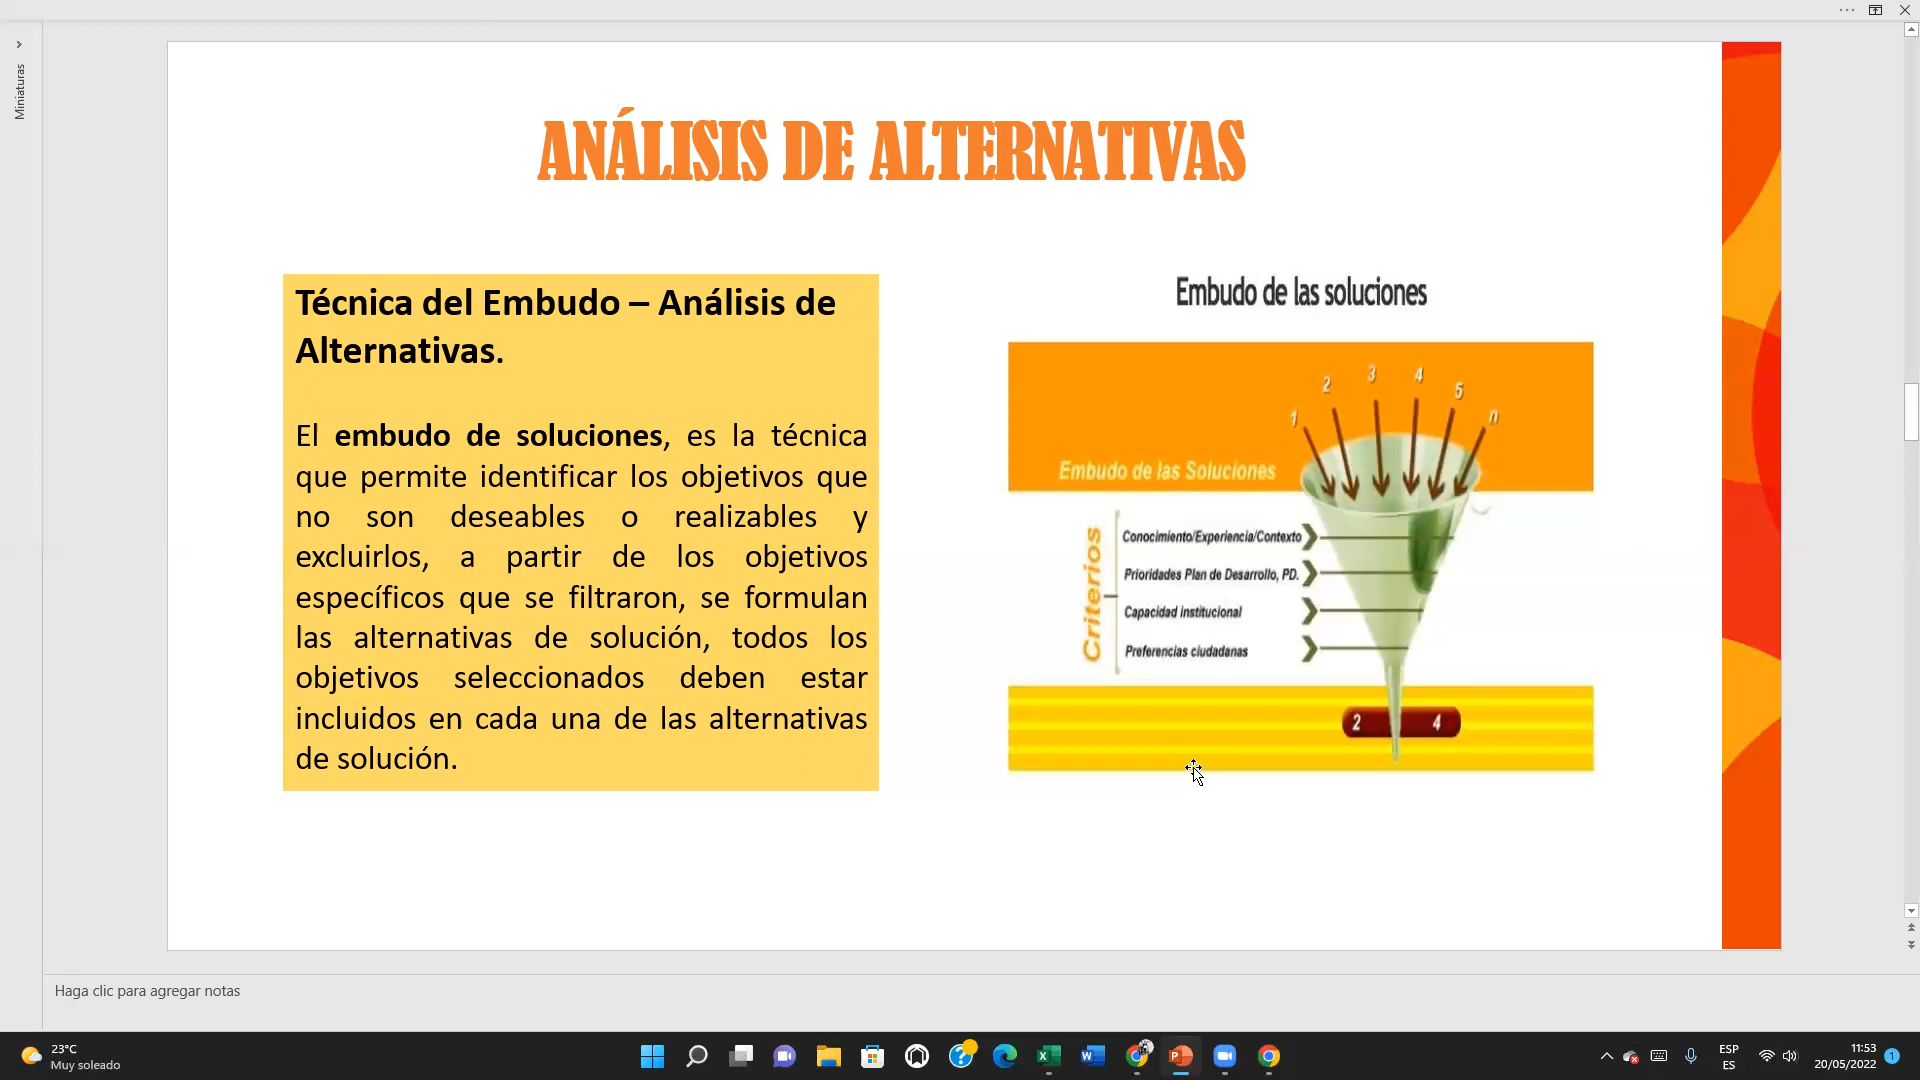 Miniaturas
ANÁLISIS DE ALTERNATIVAS
Técnica del Embudo – Análisis de
Alternativas.
El embudo de soluciones, es la técnica
que permite identificar los objetivos que
no son deseables o realizables y
excluirlos, a partir de los objetivos
específicos que se filtraron, se formulan
las alternativas de solución, todos los
objetivos seleccionados deben estar
incluidos en cada una de las alternativas
de solución.
Embudo de las soluciones
1 2 3 4 5 n
Embudo de las Soluciones
Criterios
Conocimiento/Experiencia/Contexto
Prioridades Plan de Desarrollo, PD.
Capacidad institucional
Preferencias ciudadanas
2 4
Haga clic para agregar notas
23°C
Muy soleado
ESP
ES
11:53
20/05/2022
1